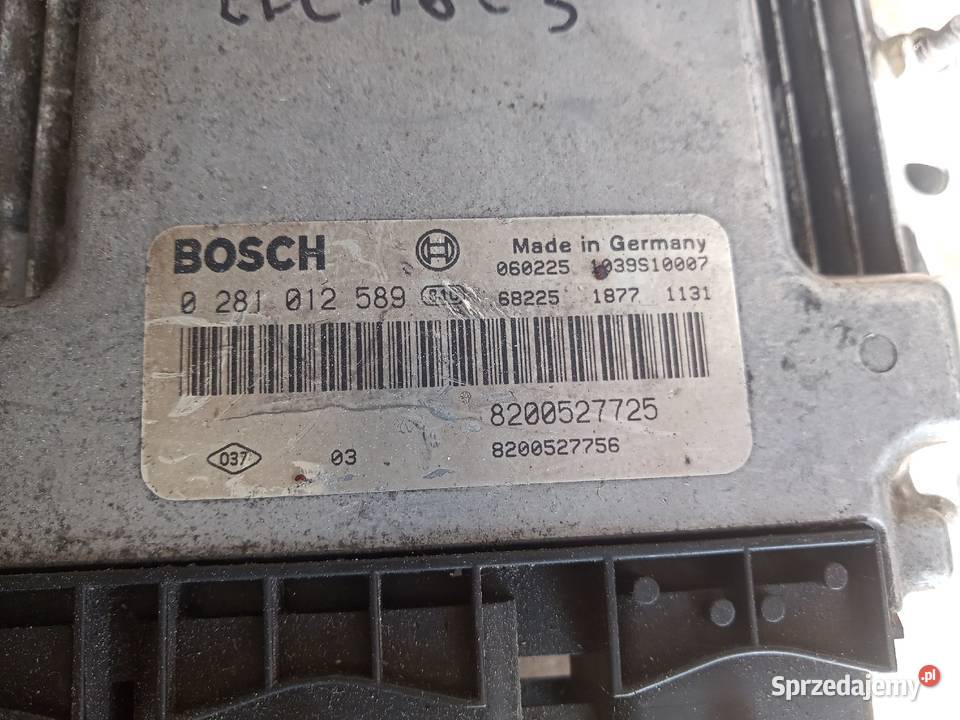 BOSCH
Made in Germany
060225 1039S10007
0 281 012 589 68225 1877 1131
8200527725
037 03 8200527756
Sprzedajemy.pl